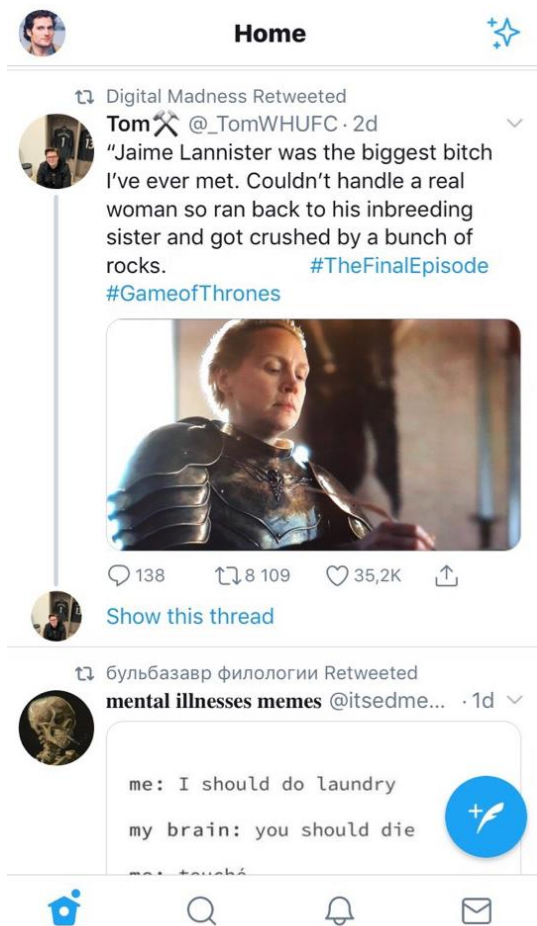 Home
Digital Madness Retweeted
Tom⚒ @_TomWHUFC · 2d
“Jaime Lannister was the biggest bitch
I’ve ever met. Couldn’t handle a real
woman so ran back to his inbreeding
sister and got crushed by a bunch of
rocks. #TheFinalEpisode
#GameofThrones
138 8 109 35,2K
Show this thread
бульбазавр филологии Retweeted
mental illnesses memes @itsedme... · 1d
me: I should do laundry
my brain: you should die
me: touché